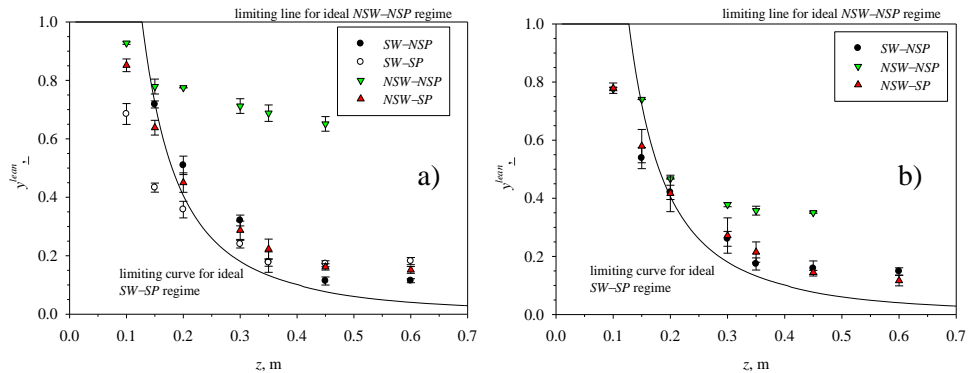 limiting line for ideal NSW–NSP regime
1.0
0.8
0.6
0.4
0.2
0.0
y^lean, -
SW–NSP
SW–SP
NSW–NSP
NSW–SP
a)
limiting curve for ideal
SW–SP regime
0.0 0.1 0.2 0.3 0.4 0.5 0.6 0.7
z, m
limiting line for ideal NSW–NSP regime
1.0
0.8
0.6
0.4
0.2
0.0
y^lean, -
SW–NSP
NSW–NSP
NSW–SP
b)
limiting curve for ideal
SW–SP regime
0.0 0.1 0.2 0.3 0.4 0.5 0.6 0.7
z, m